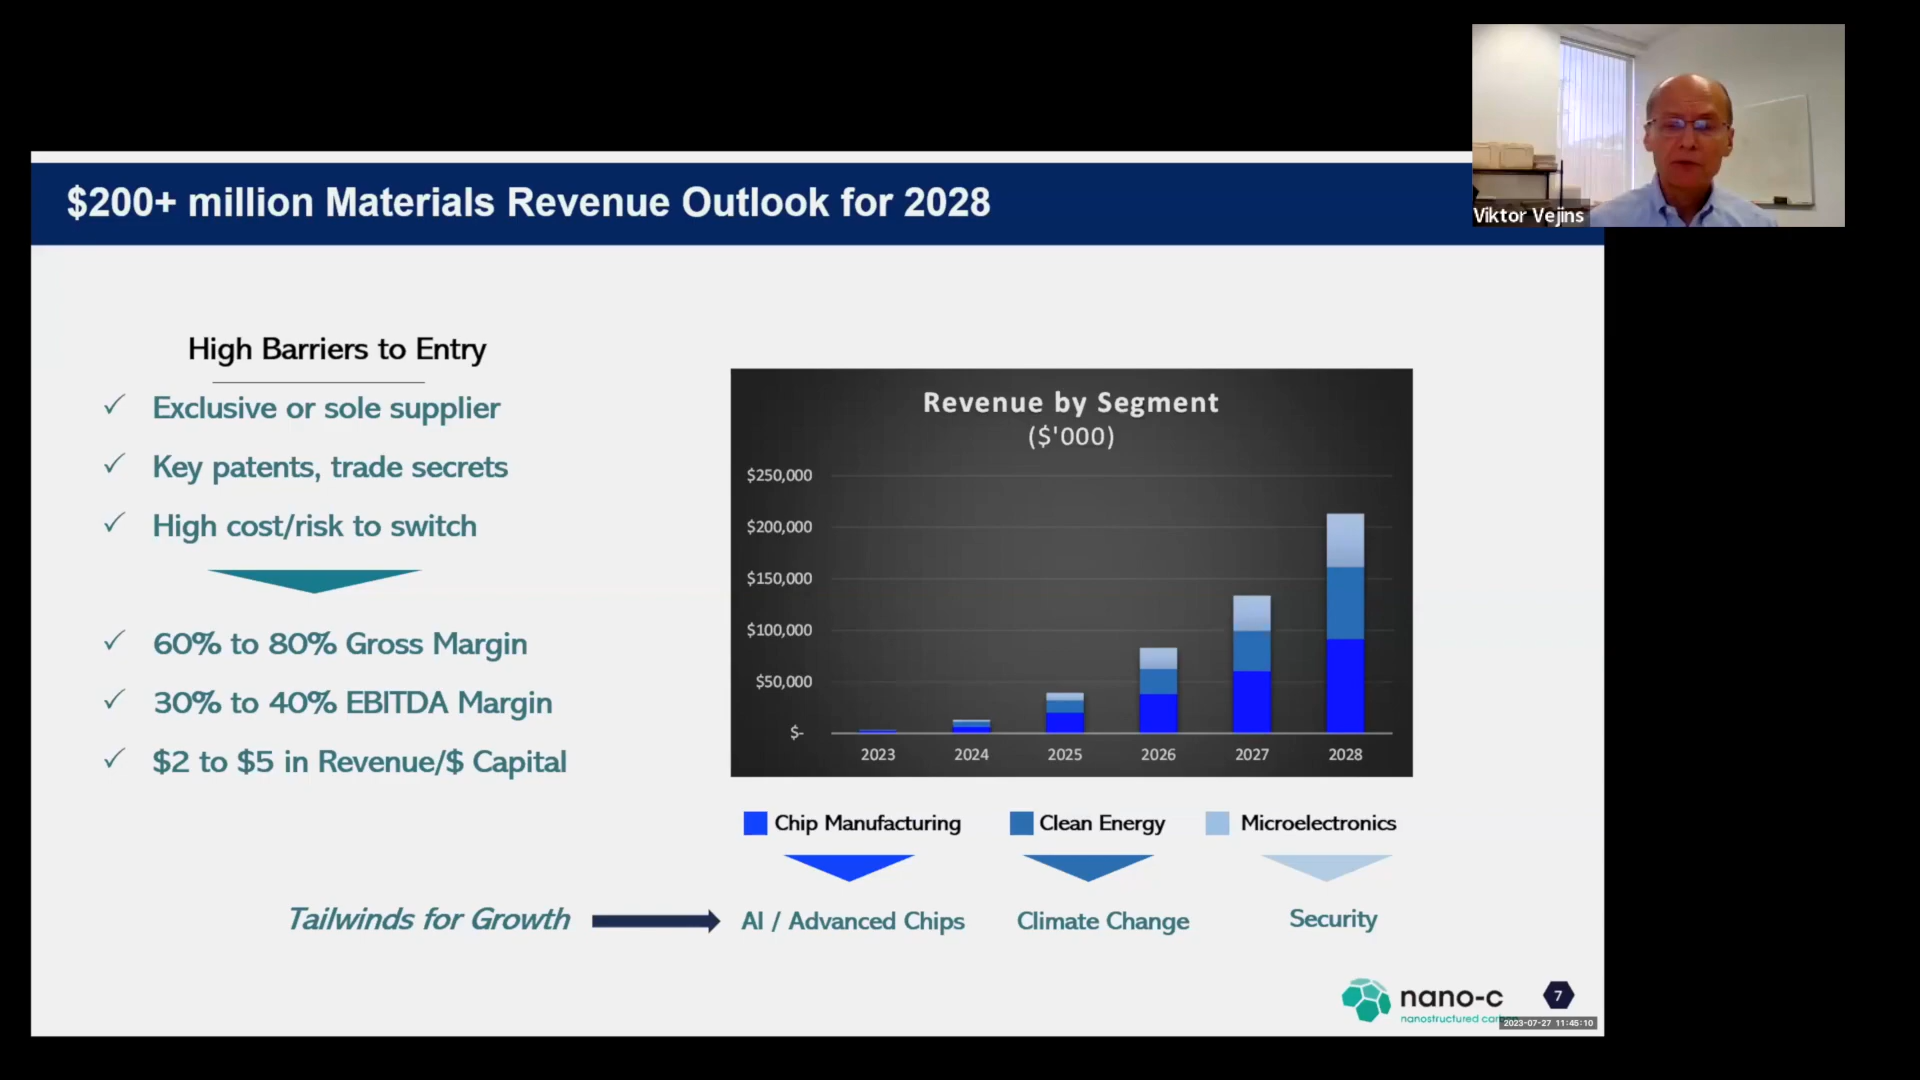 Viktor Vejins
$200+ million Materials Revenue Outlook for 2028
High Barriers to Entry
Exclusive or sole supplier
Key patents, trade secrets
High cost/risk to switch
60% to 80% Gross Margin
30% to 40% EBITDA Margin
$2 to $5 in Revenue/$ Capital
Revenue by Segment
($'000)
$250,000
$200,000
$150,000
$100,000
$50,000
$-
2023 2024 2025 2026 2027 2028
Chip Manufacturing Clean Energy Microelectronics
Tailwinds for Growth AI / Advanced Chips Climate Change Security
nano-c
nanostructured
7
2023-07-27 11:45:10